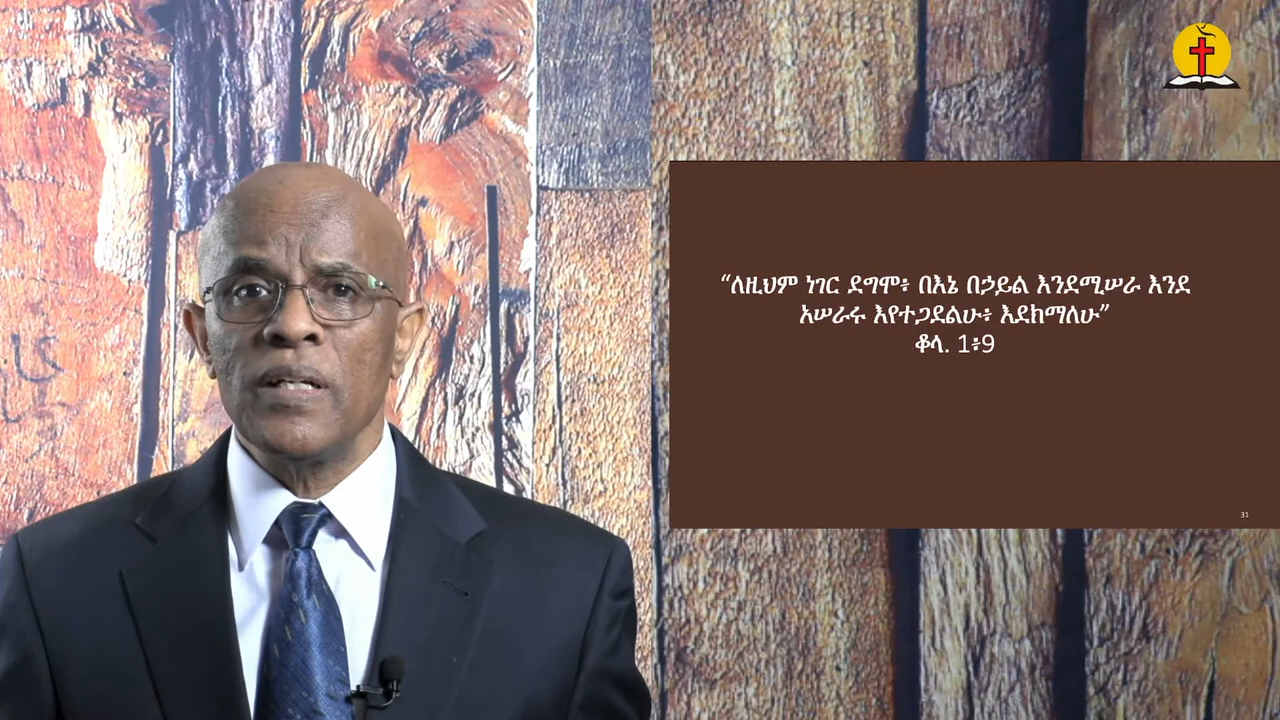 “ለዚህም ነገር ደግሞ፥ በእኔ በኃይል እንደሚሠራ እንደ
አሠራሩ እየተጋደልሁ፥ እደክማለሁ”
ቆላ. 1፥9
31